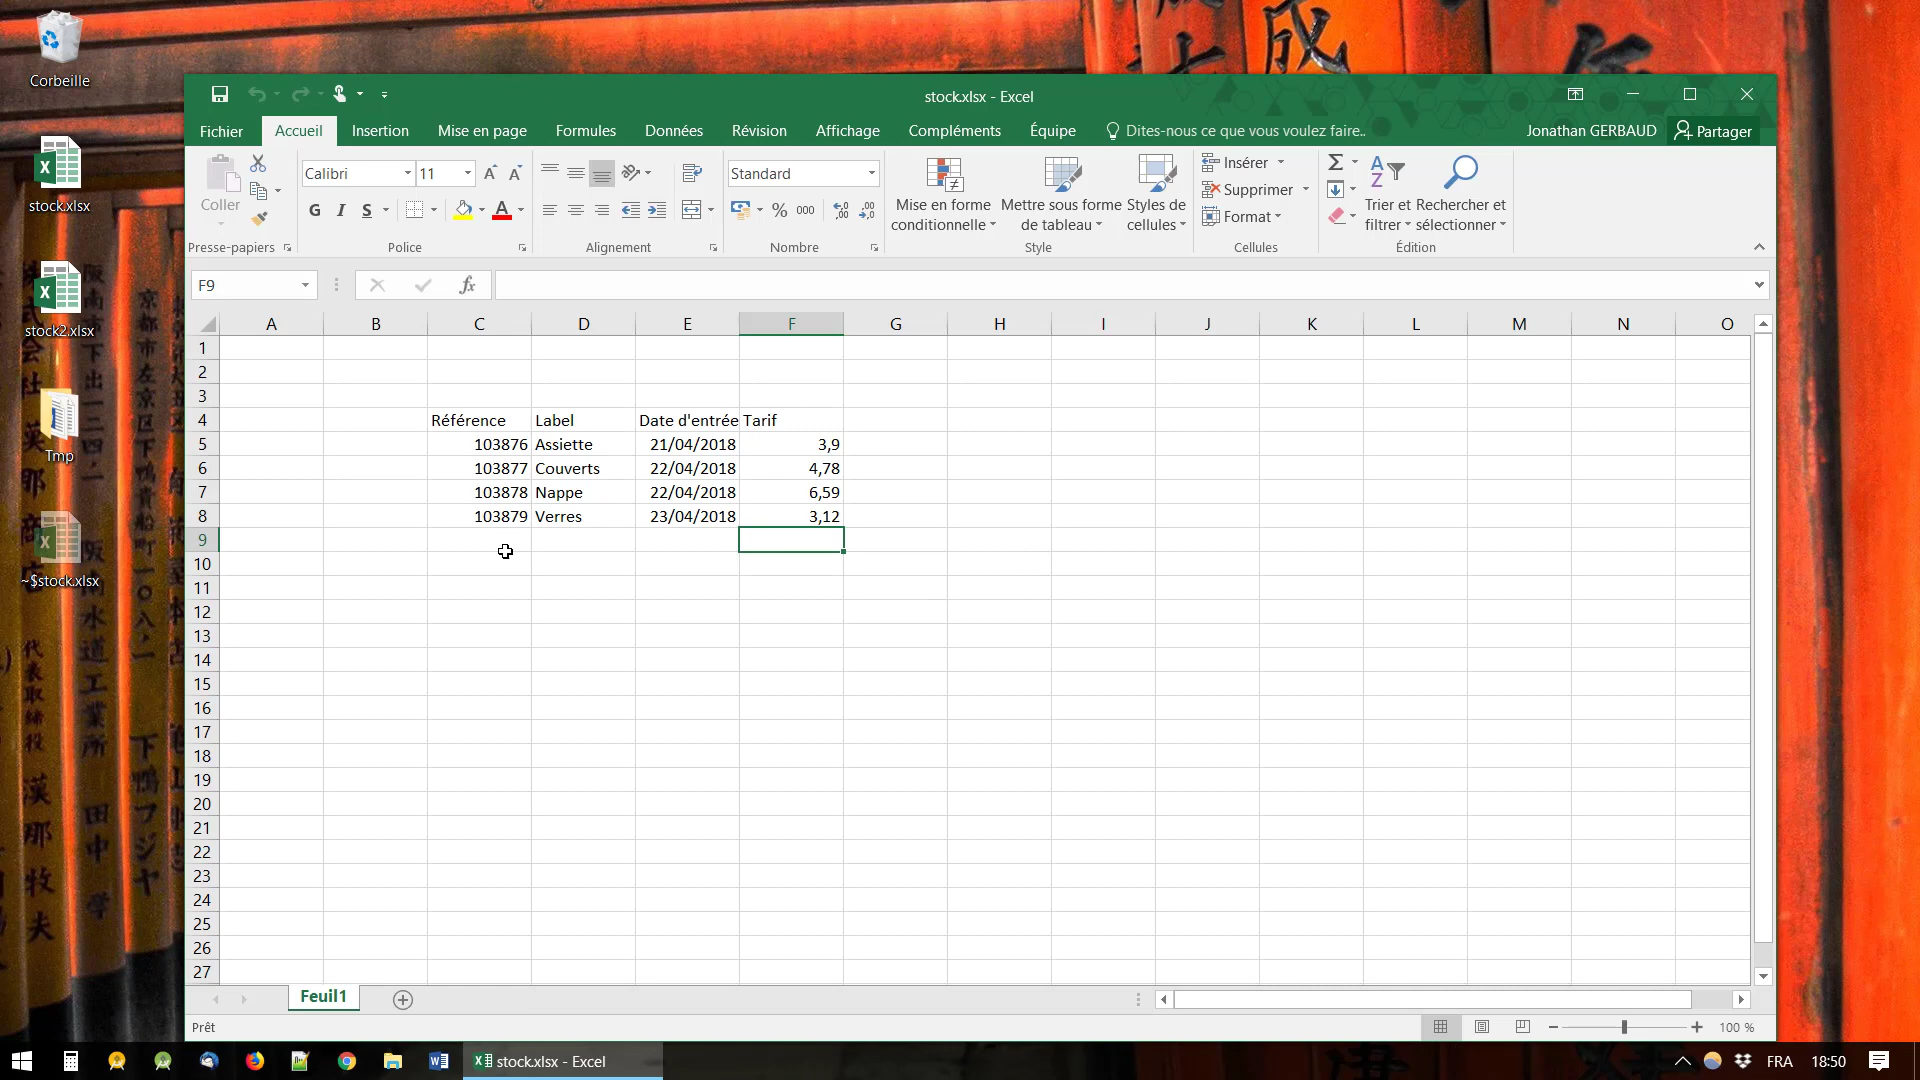 Corbeille
stock.xlsx
stock2.xlsx
Tmp
~$stock.xlsx
stock.xlsx - Excel
Fichier Accueil Insertion Mise en page Formules Données Révision Affichage Compléments Équipe Dites-nous ce que vous voulez faire.. Jonathan GERBAUD Partager
Coller
Presse-papiers
Calibri 11
G I S
Police
Alignement
Standard
% 000
Nombre
Mise en forme conditionnelle
Mettre sous forme de tableau
Styles de cellules
Style
Insérer
Supprimer
Format
Cellules
Trier et filtrer
Rechercher et sélectionner
Édition
F9 fx
A B C D E F G H I J K L M N O
1
2
3
4 Référence Label Date d'entrée Tarif
5 103876 Assiette 21/04/2018 3,9
6 103877 Couverts 22/04/2018 4,78
7 103878 Nappe 22/04/2018 6,59
8 103879 Verres 23/04/2018 3,12
9
10
11
12
13
14
15
16
17
18
19
20
21
22
23
24
25
26
27
Feuil1
Prêt
100 %
stock.xlsx - Excel
FRA
18:50